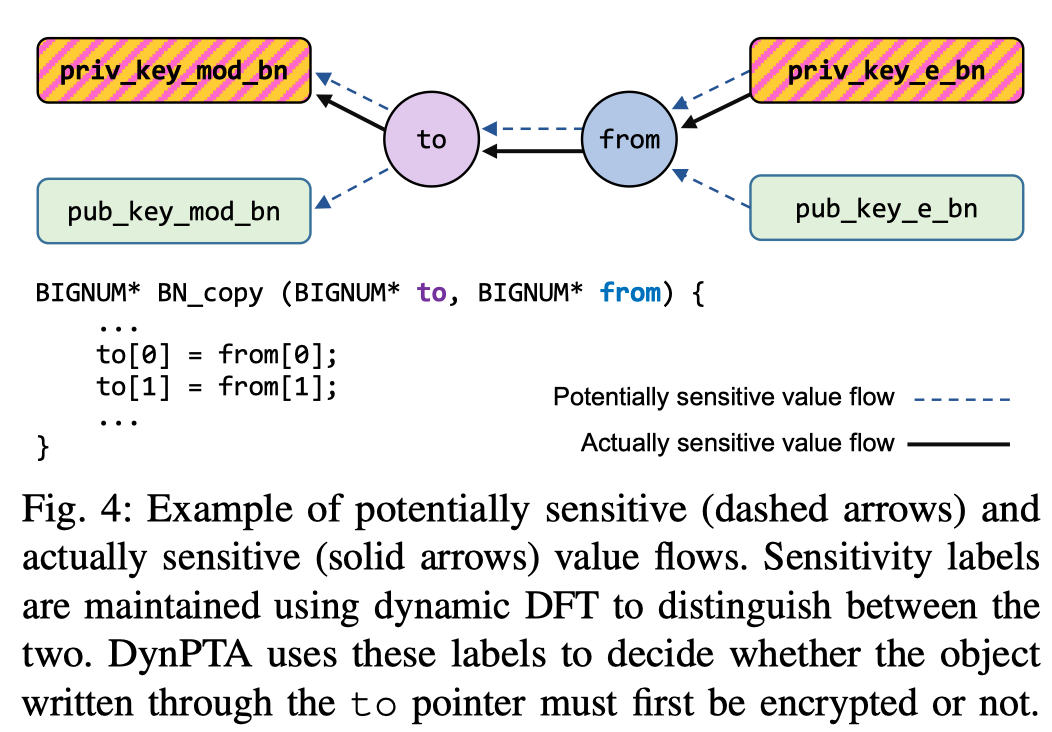 priv_key_mod_bn
priv_key_e_bn
to
from
pub_key_mod_bn
pub_key_e_bn
BIGNUM* BN_copy (BIGNUM* to, BIGNUM* from) {
...
to[0] = from[0];
to[1] = from[1];
...
}
Potentially sensitive value flow
Actually sensitive value flow
Fig. 4: Example of potentially sensitive (dashed arrows) and
actually sensitive (solid arrows) value flows. Sensitivity labels
are maintained using dynamic DFT to distinguish between the
two. DynPTA uses these labels to decide whether the object
written through the to pointer must first be encrypted or not.